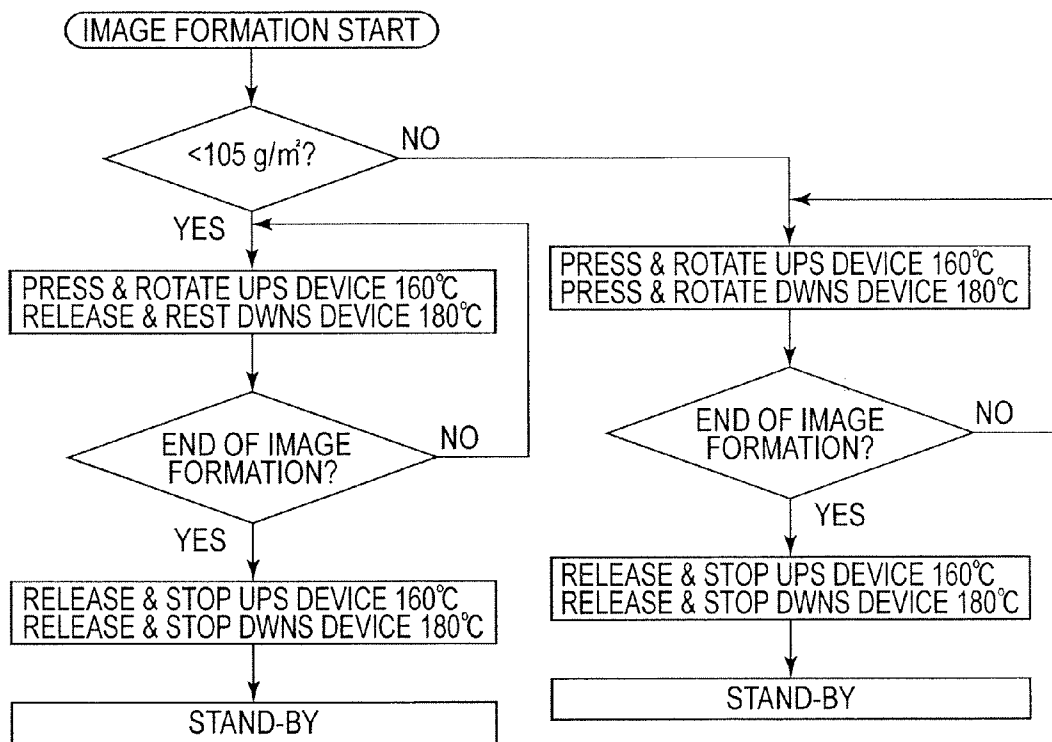 IMAGE FORMATION START
<105 g/m²?
NO
YES
PRESS & ROTATE UPS DEVICE 160℃
RELEASE & REST DWNS DEVICE 180℃
END OF IMAGE
FORMATION?
NO
YES
RELEASE & STOP UPS DEVICE 160℃
RELEASE & STOP DWNS DEVICE 180℃
STAND-BY
PRESS & ROTATE UPS DEVICE 160℃
PRESS & ROTATE DWNS DEVICE 180℃
END OF IMAGE
FORMATION?
NO
YES
RELEASE & STOP UPS DEVICE 160℃
RELEASE & STOP DWNS DEVICE 180℃
STAND-BY